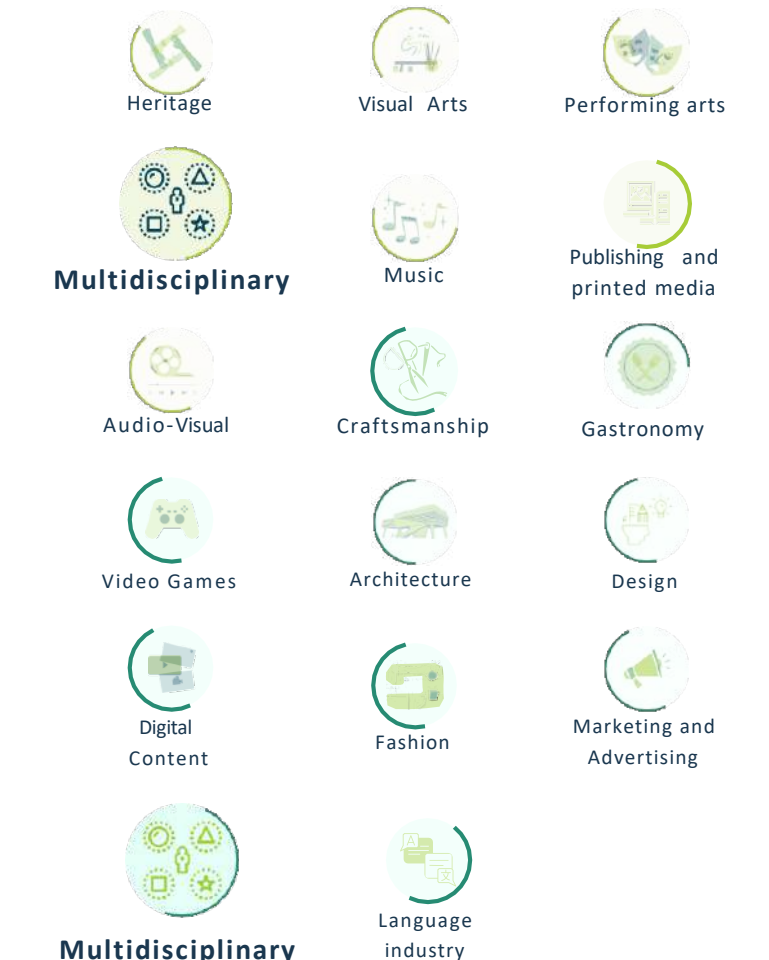 Heritage
Visual Arts
Performing arts
Multidisciplinary
Music
Publishing and
printed media
Audio-Visual
Craftsmanship
Gastronomy
Video Games
Architecture
Design
Digital
Content
Fashion
Marketing and
Advertising
Multidisciplinary
Language
industry